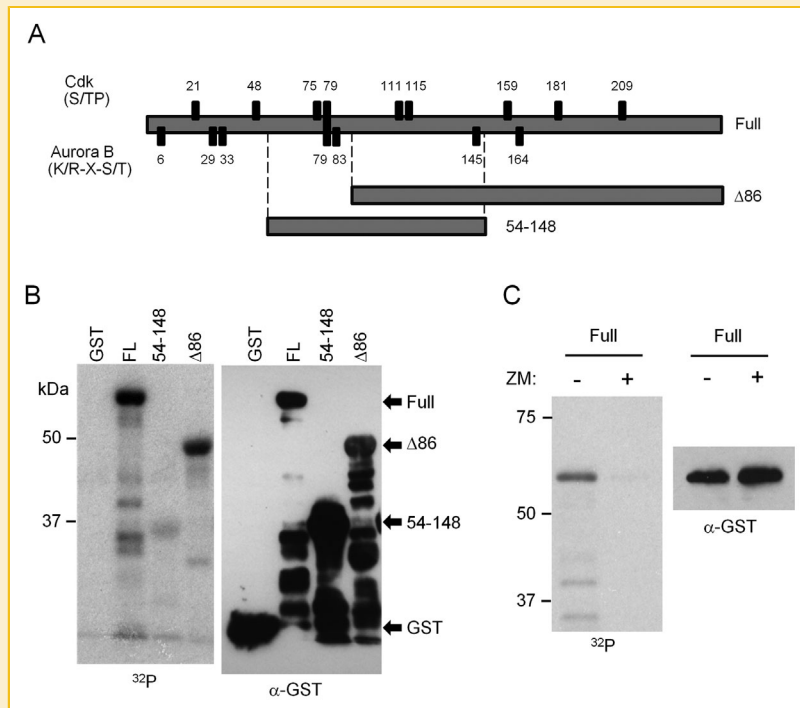 A
Cdk
(S/TP)
21 48 75 79 111 115 159 181 209
Full
Aurora B
(K/R-X-S/T)
6 29 33 79 83 145 164
Δ86
54-148
B
GST FL 54-148 Δ86
GST FL 54-148 Δ86
kDa
50
37
Full
Δ86
54-148
GST
³²P
α-GST
C
Full
Full
ZM: - +
- +
75
50
37
α-GST
³²P